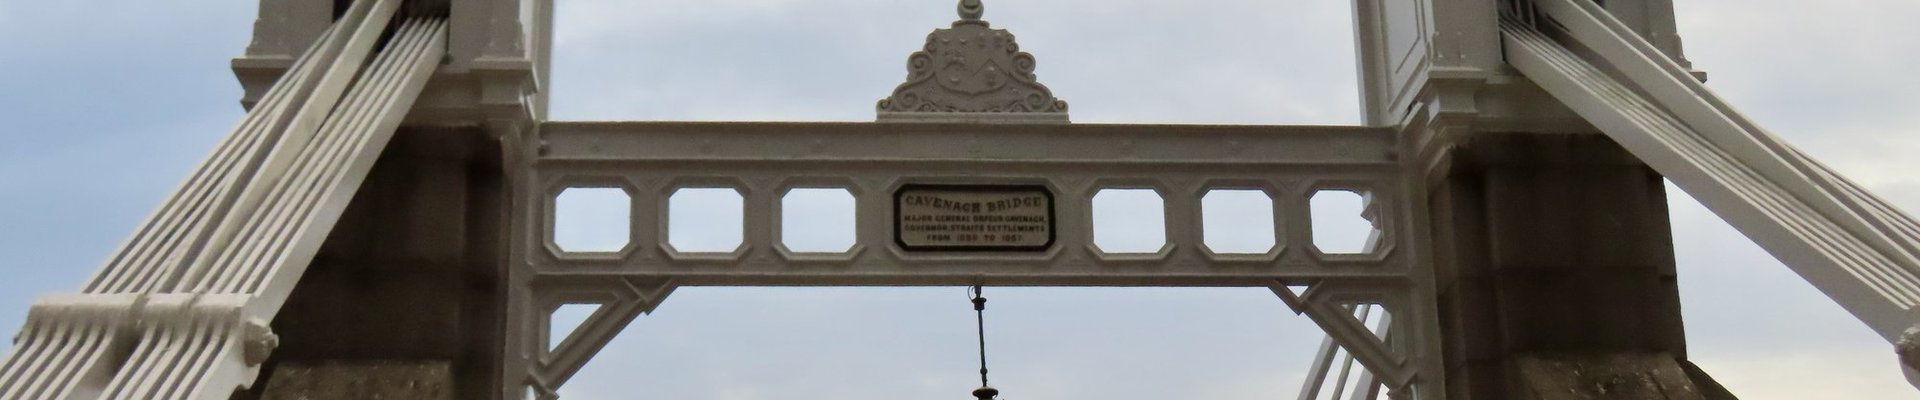 CAVENAGH BRIDGE
MAJOR GENERAL ORFEUR CAVENAGH,
GOVERNOR, STRAITS SETTLEMENTS
FROM 1859 TO 1867